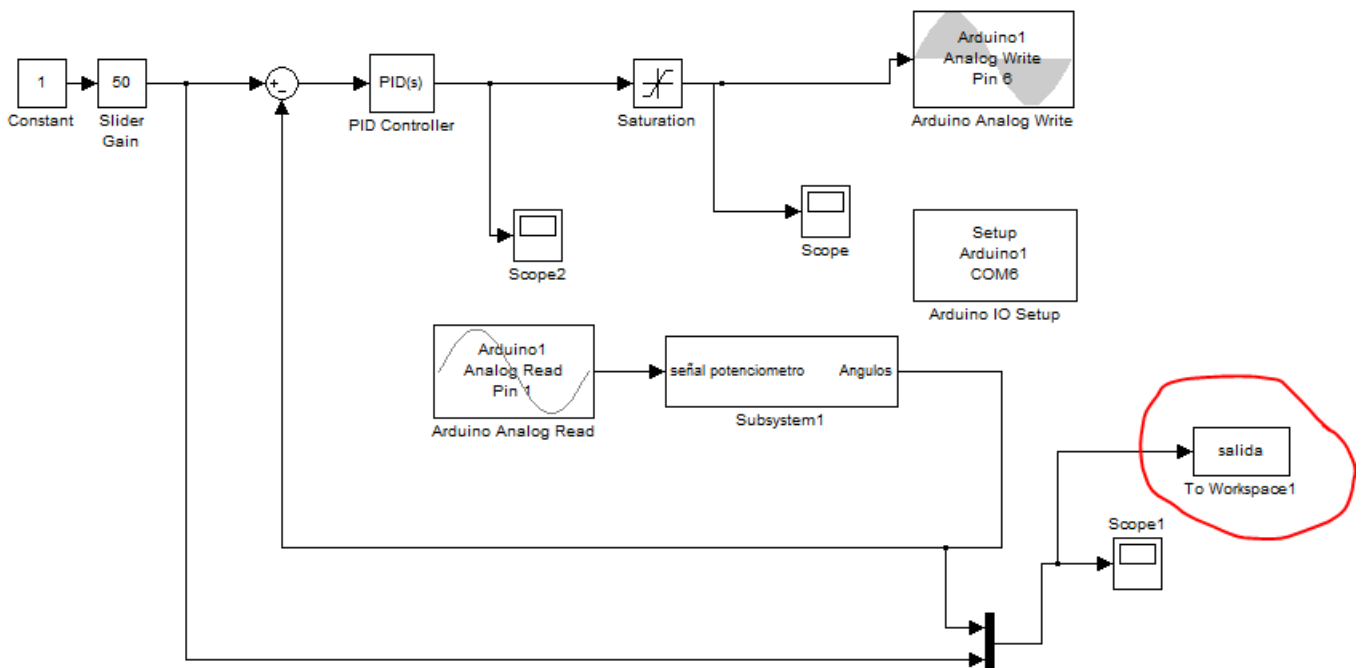 1
Constant
50
Slider
Gain
+
-
PID(s)
PID Controller
Saturation
Arduino1
Analog Write
Pin 6
Arduino Analog Write
Scope2
Scope
Setup
Arduino1
COM6
Arduino IO Setup
Arduino1
Analog Read
Pin 1
Arduino Analog Read
señal potenciometro
Angulos
Subsystem1
salida
To Workspace1
Scope1